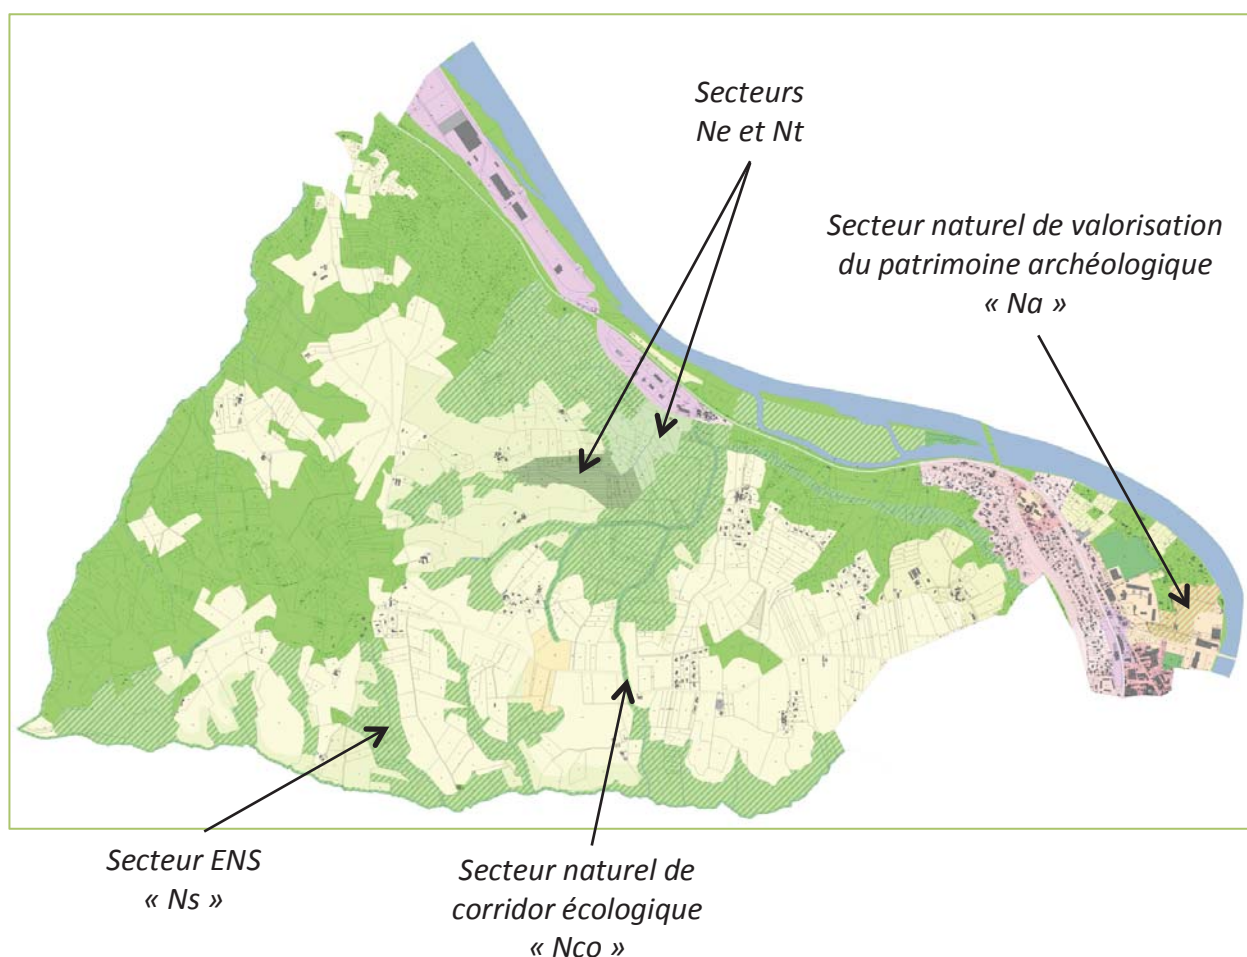 Secteurs
Ne et Nt
Secteur naturel de valorisation
du patrimoine archéologique
« Na »
Secteur ENS
« Ns »
Secteur naturel de
corridor écologique
« Nco »